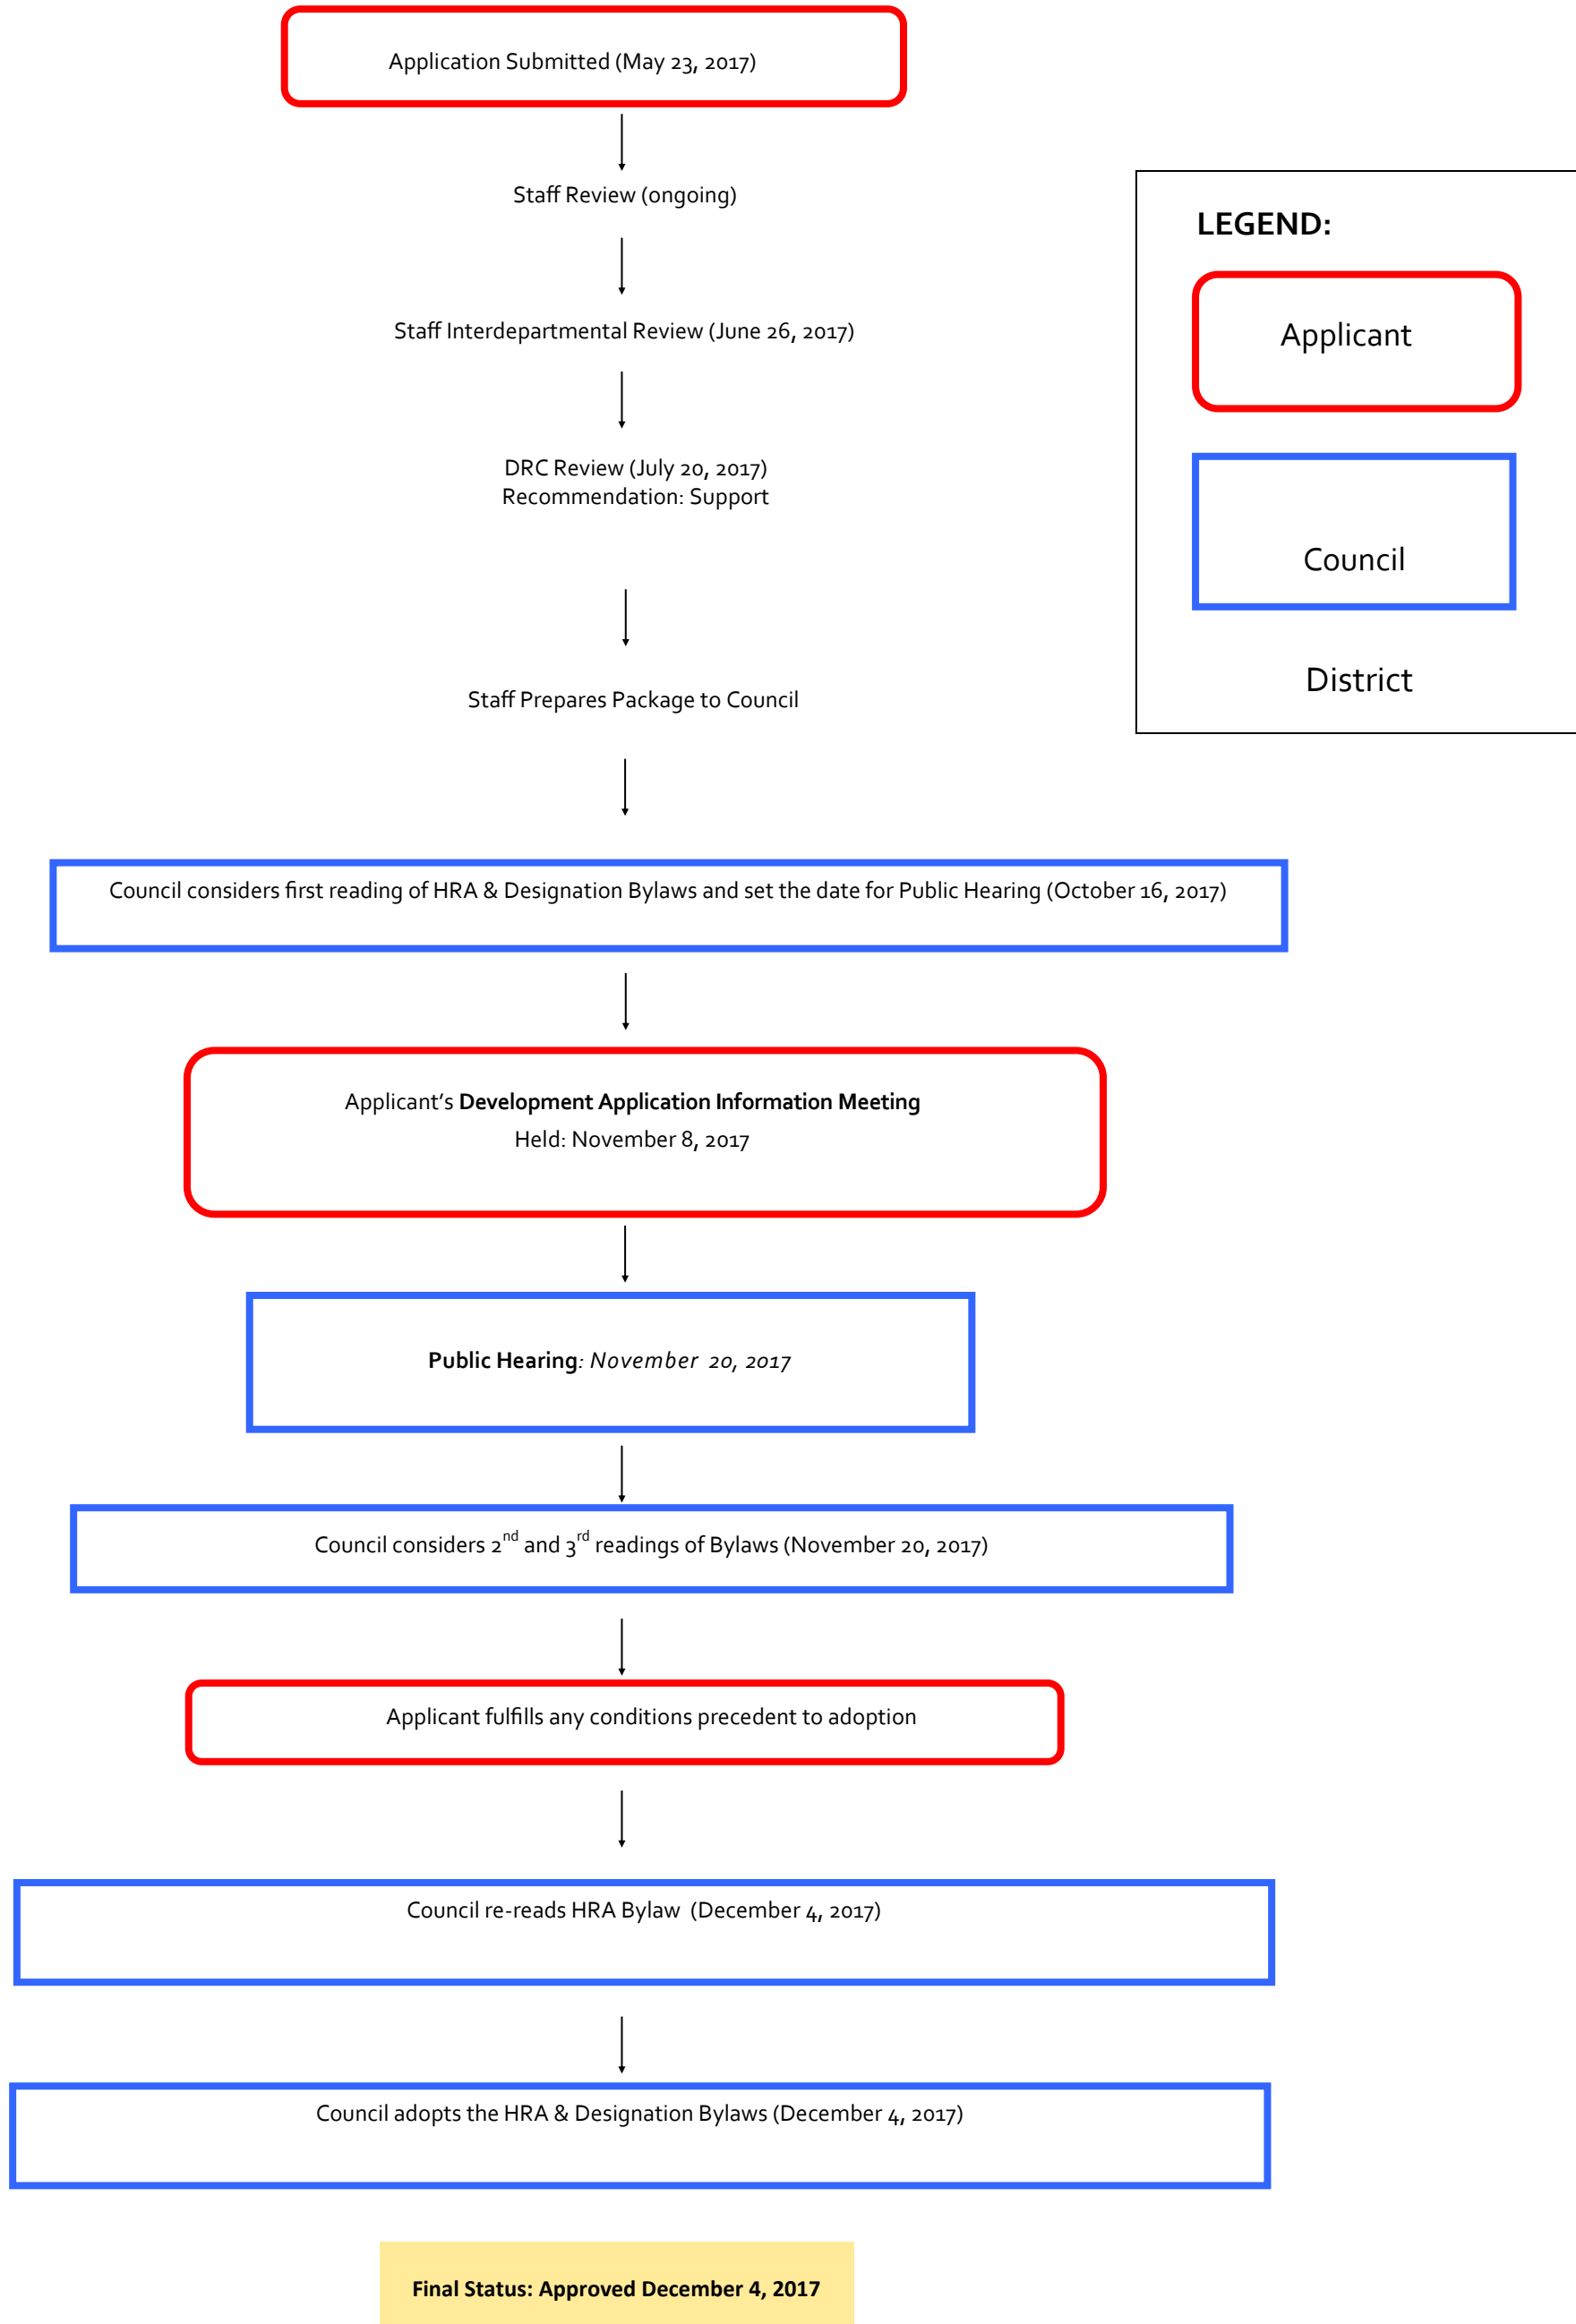 Application Submitted (May 23, 2017)
Staff Review (ongoing)
LEGEND:
Applicant
Council
District
Staff Interdepartmental Review (June 26, 2017)
DRC Review (July 20, 2017)
Recommendation: Support
Staff Prepares Package to Council
Council considers first reading of HRA & Designation Bylaws and set the date for Public Hearing (October 16, 2017)
Applicant’s Development Application Information Meeting
Held: November 8, 2017
Public Hearing: November 20, 2017
Council considers 2nd and 3rd readings of Bylaws (November 20, 2017)
Applicant fulfills any conditions precedent to adoption
Council re-reads HRA Bylaw (December 4, 2017)
Council adopts the HRA & Designation Bylaws (December 4, 2017)
Final Status: Approved December 4, 2017